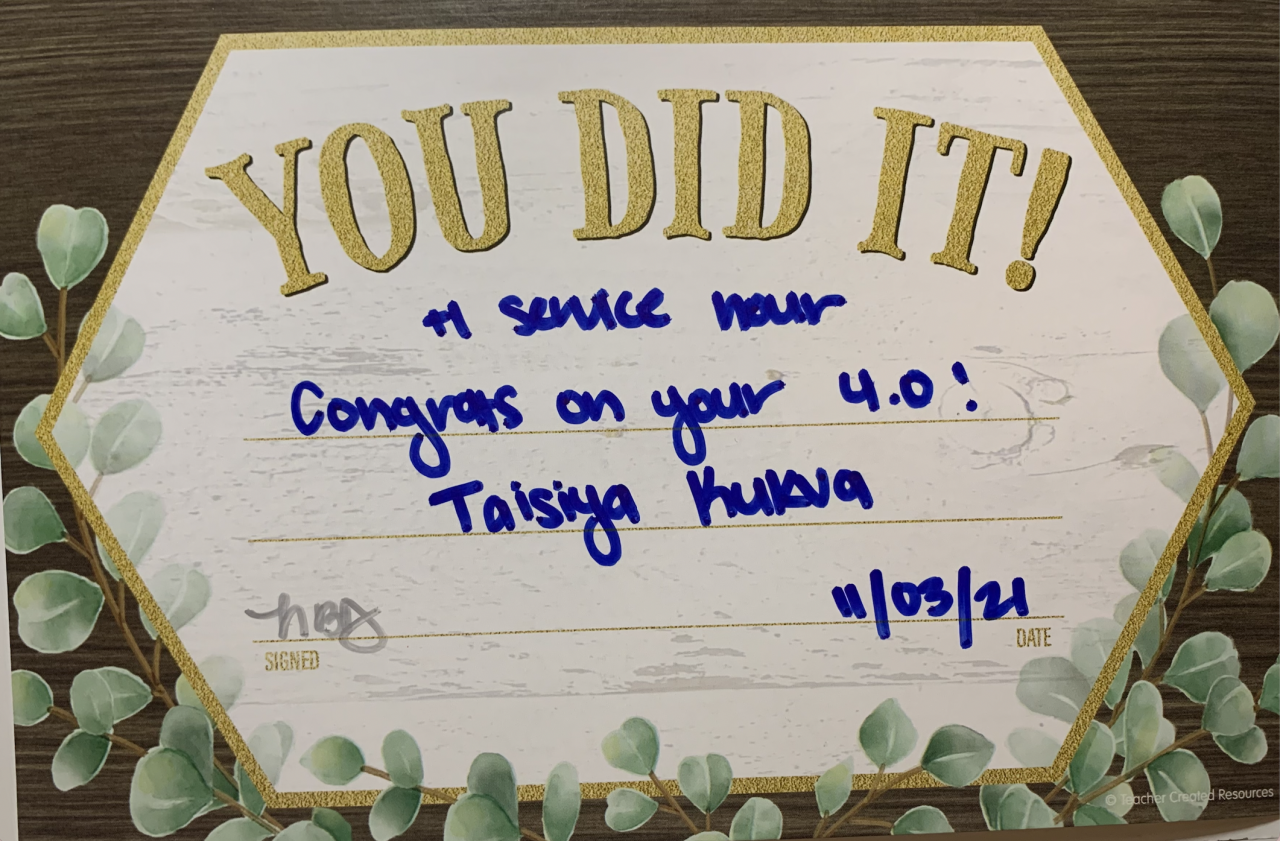 YOU DID IT!
+1 service hour
Congrats on your 4.0!
Taisiya Kukva
11/03/21
SIGNED
DATE
© Teacher Created Resources